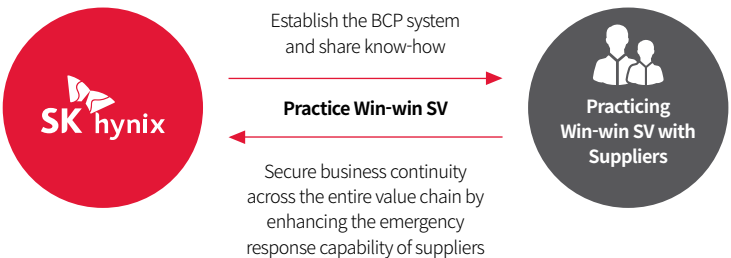 SK hynix
Establish the BCP system
and share know-how
Practice Win-win SV
Secure business continuity
across the entire value chain by
enhancing the emergency
response capability of suppliers
Practicing
Win-win SV with
Suppliers